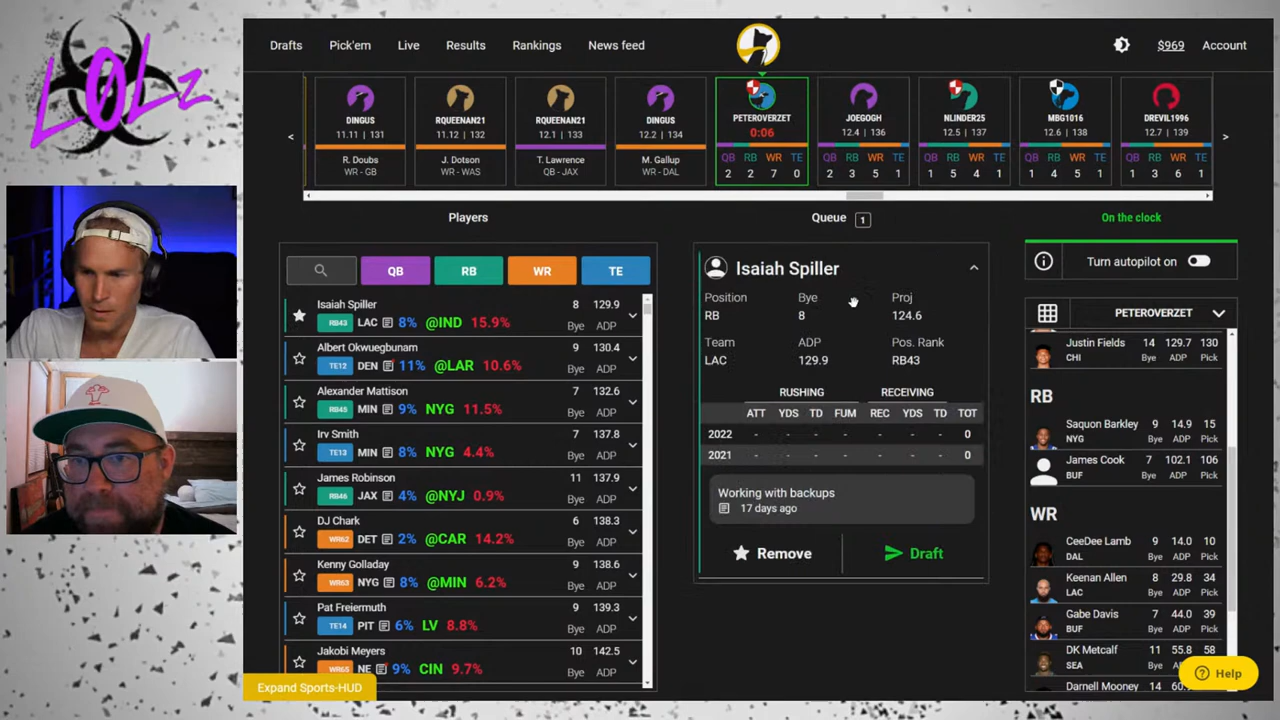 LOLz
Drafts Pick'em Live Results Rankings News feed $969 Account
< DINGUS RQUEENAN21 RQUEENAN21 DINGUS PETEROVERZET JOEGOGH NLINDER25 MBG1016 DREVIL1996 >
11.11 | 131 11.12 | 132 12.1 | 133 12.2 | 134 0:06 12.4 | 136 12.5 | 137 12.6 | 138 12.7 | 139
R. Doubs J. Dotson T. Lawrence M. Gallup QB RB WR TE QB RB WR TE QB RB WR TE QB RB WR TE QB RB WR TE
WR - GB WR - WAS QB - JAX WR - DAL 2 2 7 0 2 3 5 1 1 5 4 1 1 4 5 1 1 3 6 1
Players
QB RB WR TE
Isaiah Spiller 8 129.9
RB43 LAC 8% @IND 15.9% Bye ADP
Albert Okwuegbunam 9 130.4
TE12 DEN 11% @LAR 10.6% Bye ADP
Alexander Mattison 7 132.6
RB45 MIN 9% NYG 11.5% Bye ADP
Irv Smith 7 137.8
TE13 MIN 8% NYG 4.4% Bye ADP
James Robinson 11 137.9
RB46 JAX 4% @NYJ 0.9% Bye ADP
DJ Chark 6 138.3
WR62 DET 2% @CAR 14.2% Bye ADP
Kenny Golladay 9 138.6
WR63 NYG 8% @MIN 6.2% Bye ADP
Pat Freiermuth 9 139.3
TE14 PIT 6% LV 8.8% Bye ADP
Jakobi Meyers 10 142.5
WR65 NE 9% CIN 9.7% Bye ADP
Expand Sports-HUD
Queue 1
Isaiah Spiller
Position Bye Proj
RB 8 124.6
Team ADP Pos. Rank
LAC 129.9 RB43
RUSHING RECEIVING
ATT YDS TD FUM REC YDS TD TOT
2022 - - - - - - - 0
2021 - - - - - - - 0
Working with backups
17 days ago
Remove Draft
On the clock
Turn autopilot on
PETEROVERZET
Justin Fields 14 129.7 130
CHI Bye ADP Pick
RB
Saquon Barkley 9 14.9 15
NYG Bye ADP Pick
James Cook 7 102.1 106
BUF Bye ADP Pick
WR
CeeDee Lamb 9 14.0 10
DAL Bye ADP Pick
Keenan Allen 8 29.8 34
LAC Bye ADP Pick
Gabe Davis 7 44.0 39
BUF Bye ADP Pick
DK Metcalf 11 55.8 58
SEA Bye ADP Pick
Darnell Mooney 14
Help